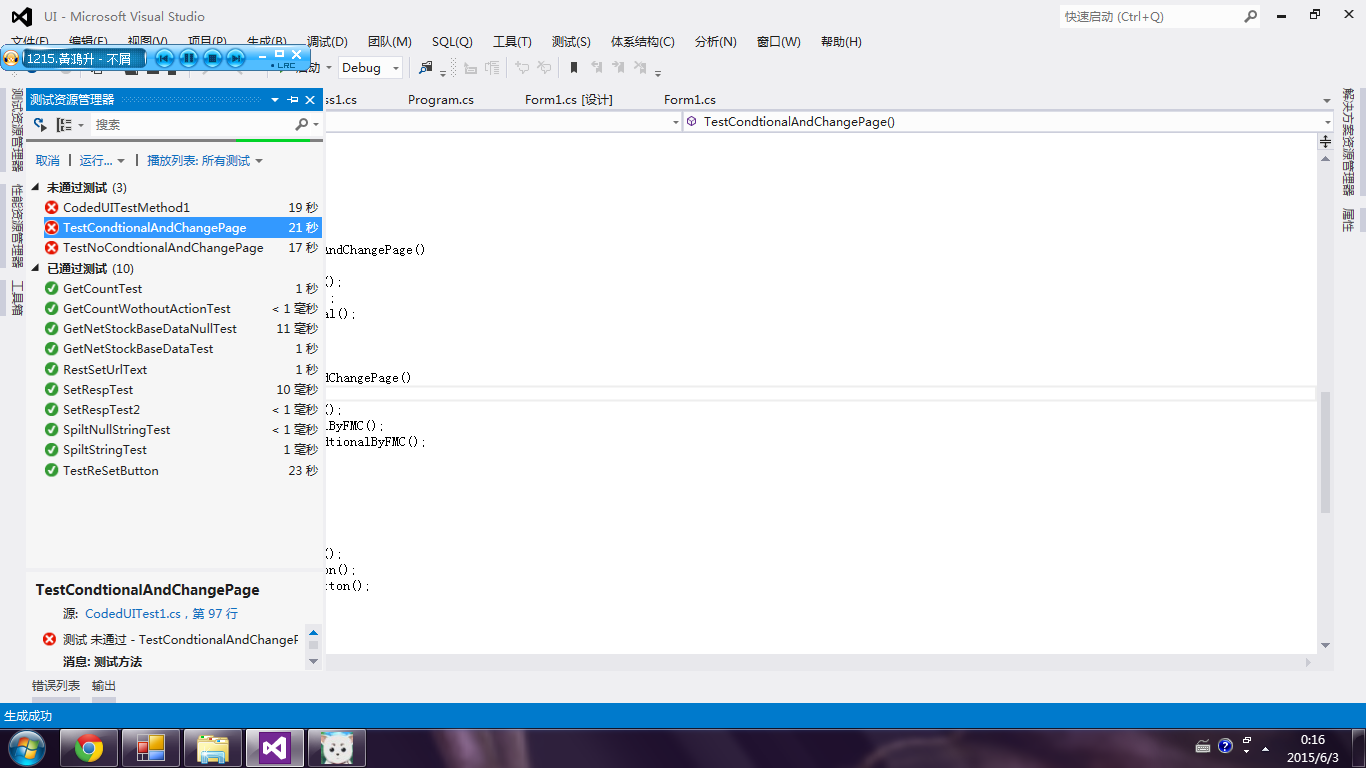 UI - Microsoft Visual Studio
快速启动 (Ctrl+Q)
文件(F) 编辑(E) 视图(V) 项目(P) 生成(B) 调试(D) 团队(M) SQL(Q) 工具(T) 测试(S) 体系结构(C) 分析(N) 窗口(W) 帮助(H)
1215.黃鴻升 - 不屑
LRC
启动 Debug
测试资源管理器
ss1.cs Program.cs Form1.cs [设计] Form1.cs
搜索
TestCondtionalAndChangePage()
取消 运行... 播放列表: 所有测试
未通过测试 (3)
CodedUITestMethod1 19 秒
TestCondtionalAndChangePage 21 秒
TestNoCondtionalAndChangePage 17 秒
已通过测试 (10)
GetCountTest 1 秒
GetCountWothoutActionTest < 1 毫秒
GetNetStockBaseDataNullTest 11 毫秒
GetNetStockBaseDataTest 1 秒
RestSetUrlText 1 秒
SetRespTest 10 毫秒
SetRespTest2 < 1 毫秒
SpiltNullStringTest < 1 毫秒
SpiltStringTest 1 毫秒
TestReSetButton 23 秒
AndChangePage()
();
;
al();
dChangePage()
();
lByFMC();
dtionalByFMC();
();
on();
tton();
TestCondtionalAndChangePage
源: CodedUITest1.cs，第 97 行
测试 未通过 - TestCondtionalAndChangeP
消息: 测试方法
测试资源管理器
性能资源管理器
工具箱
解决方案资源管理器
属性
错误列表 输出
生成成功
0:16
2015/6/3